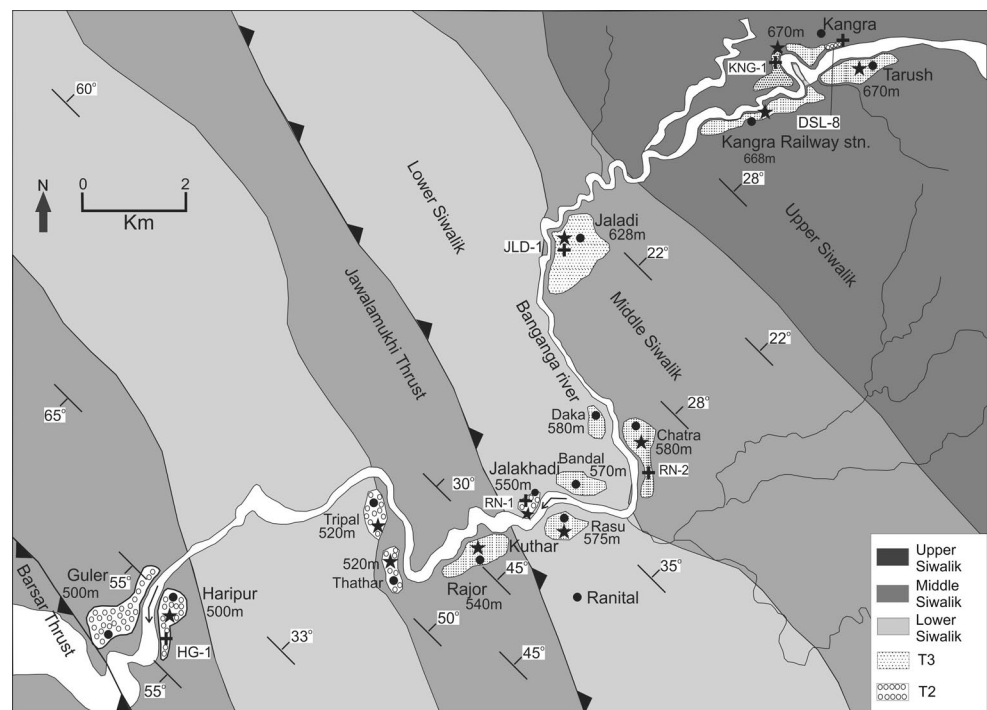 60°
670m
Kangra
KNG-1
Tarush
670m
DSL-8
Kangra Railway stn.
668m
N
0 2
Km
Lower Siwalik
28°
Upper Siwalik
Jaladi
628m
JLD-1
22°
Jawalamukhi Thrust
Banganga river
Middle Siwalik
22°
65°
28°
Daka
580m
Chatra
580m
Jalakhadi
550m
Bandal
570m
RN-2
30°
RN-1
Tripal
520m
Rasu
575m
Kuthar
520m
Thathar
45°
Rajor
540m
35°
Ranital
Guler
500m
55°
Haripur
500m
Barsar Thrust
HG-1
33°
50°
45°
55°
Upper
Siwalik
Middle
Siwalik
Lower
Siwalik
T3
T2